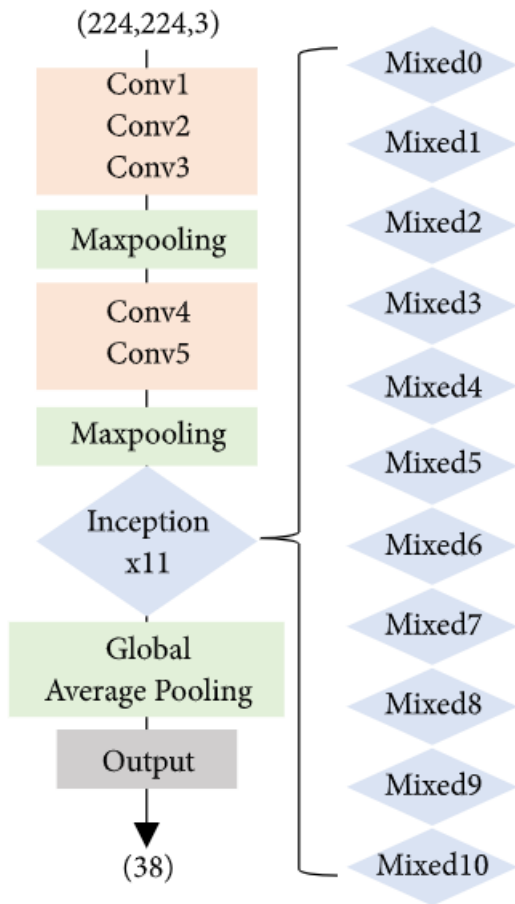 (224,224,3)
Conv1
Conv2
Conv3
Maxpooling
Conv4
Conv5
Maxpooling
Inception
x11
Global
Average Pooling
Output
(38)
Mixed0
Mixed1
Mixed2
Mixed3
Mixed4
Mixed5
Mixed6
Mixed7
Mixed8
Mixed9
Mixed10